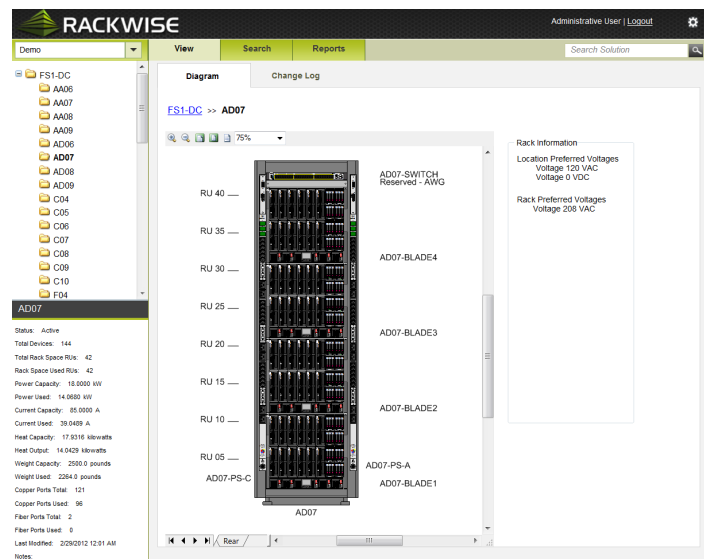 RACKWISE
Administrative User | Logout
Demo
View Search Reports
Search Solution
FS1-DC
AA06
AA07
AA08
AA09
AD06
AD07
AD08
AD09
C04
C05
C06
C07
C08
C09
C10
F04
Diagram Change Log
FS1-DC >> AD07
75%
AD07-SWITCH
Reserved - AWG
RU 40
RU 35
AD07-BLADE4
RU 30
RU 25
AD07-BLADE3
RU 20
RU 15
AD07-BLADE2
RU 10
RU 05
AD07-PS-A
AD07-PS-C
AD07-BLADE1
AD07
Rear
Rack Information
Location Preferred Voltages
Voltage 120 VAC
Voltage 0 VDC
Rack Preferred Voltages
Voltage 208 VAC
AD07
Status: Active
Total Devices: 144
Total Rack Space RUs: 42
Rack Space Used RUs: 42
Power Capacity: 18.0000 kW
Power Used: 14.0680 kW
Current Capacity: 85.0000 A
Current Used: 39.0489 A
Heat Capacity: 17.9316 kilowatts
Heat Output: 14.0429 kilowatts
Weight Capacity: 2500.0 pounds
Weight Used: 2264.0 pounds
Copper Ports Total: 121
Copper Ports Used: 96
Fiber Ports Total: 2
Fiber Ports Used: 0
Last Modified: 2/29/2012 12:01 AM
Notes: